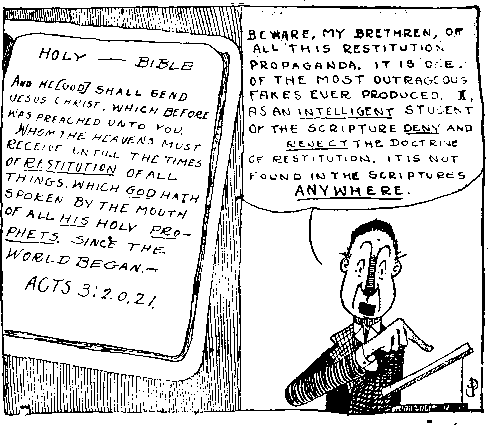 HOLY — BIBLE
AND HE [GOD] SHALL SEND
JESUS CHRIST, WHICH BEFORE
WAS PREACHED UNTO YOU.
WHOM THE HEAVENS MUST
RECEIVE UNTILL THE TIMES
OF RESTITUTION OF ALL
THINGS, WHICH GOD HATH
SPOKEN BY THE MOUTH
OF ALL HIS HOLY PRO-
PHETS, SINCE THE
WORLD BEGAN.—
ACTS 3:20,21.
BEWARE, MY BRETHREN, OF
ALL THIS RESTITUTION
PROPAGANDA. IT IS ONE
OF THE MOST OUTRAGEOUS
FAKES EVER PRODUCED. I,
AS AN INTELLIGENT STUDENT
OF THE SCRIPTURE DENY AND
REJECT THE DOCTRINE
OF RESTITUTION. IT IS NOT
FOUND IN THE SCRIPTURES
ANYWHERE.